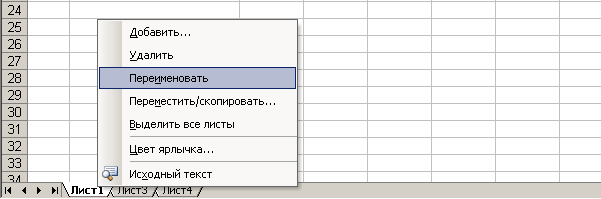 24
25
26
27
28
29
30
31
32
33
34
Добавить...
Удалить
Переименовать
Переместить/скопировать...
Выделить все листы
Цвет ярлычка...
Исходный текст
Лист1 Лист3 Лист4